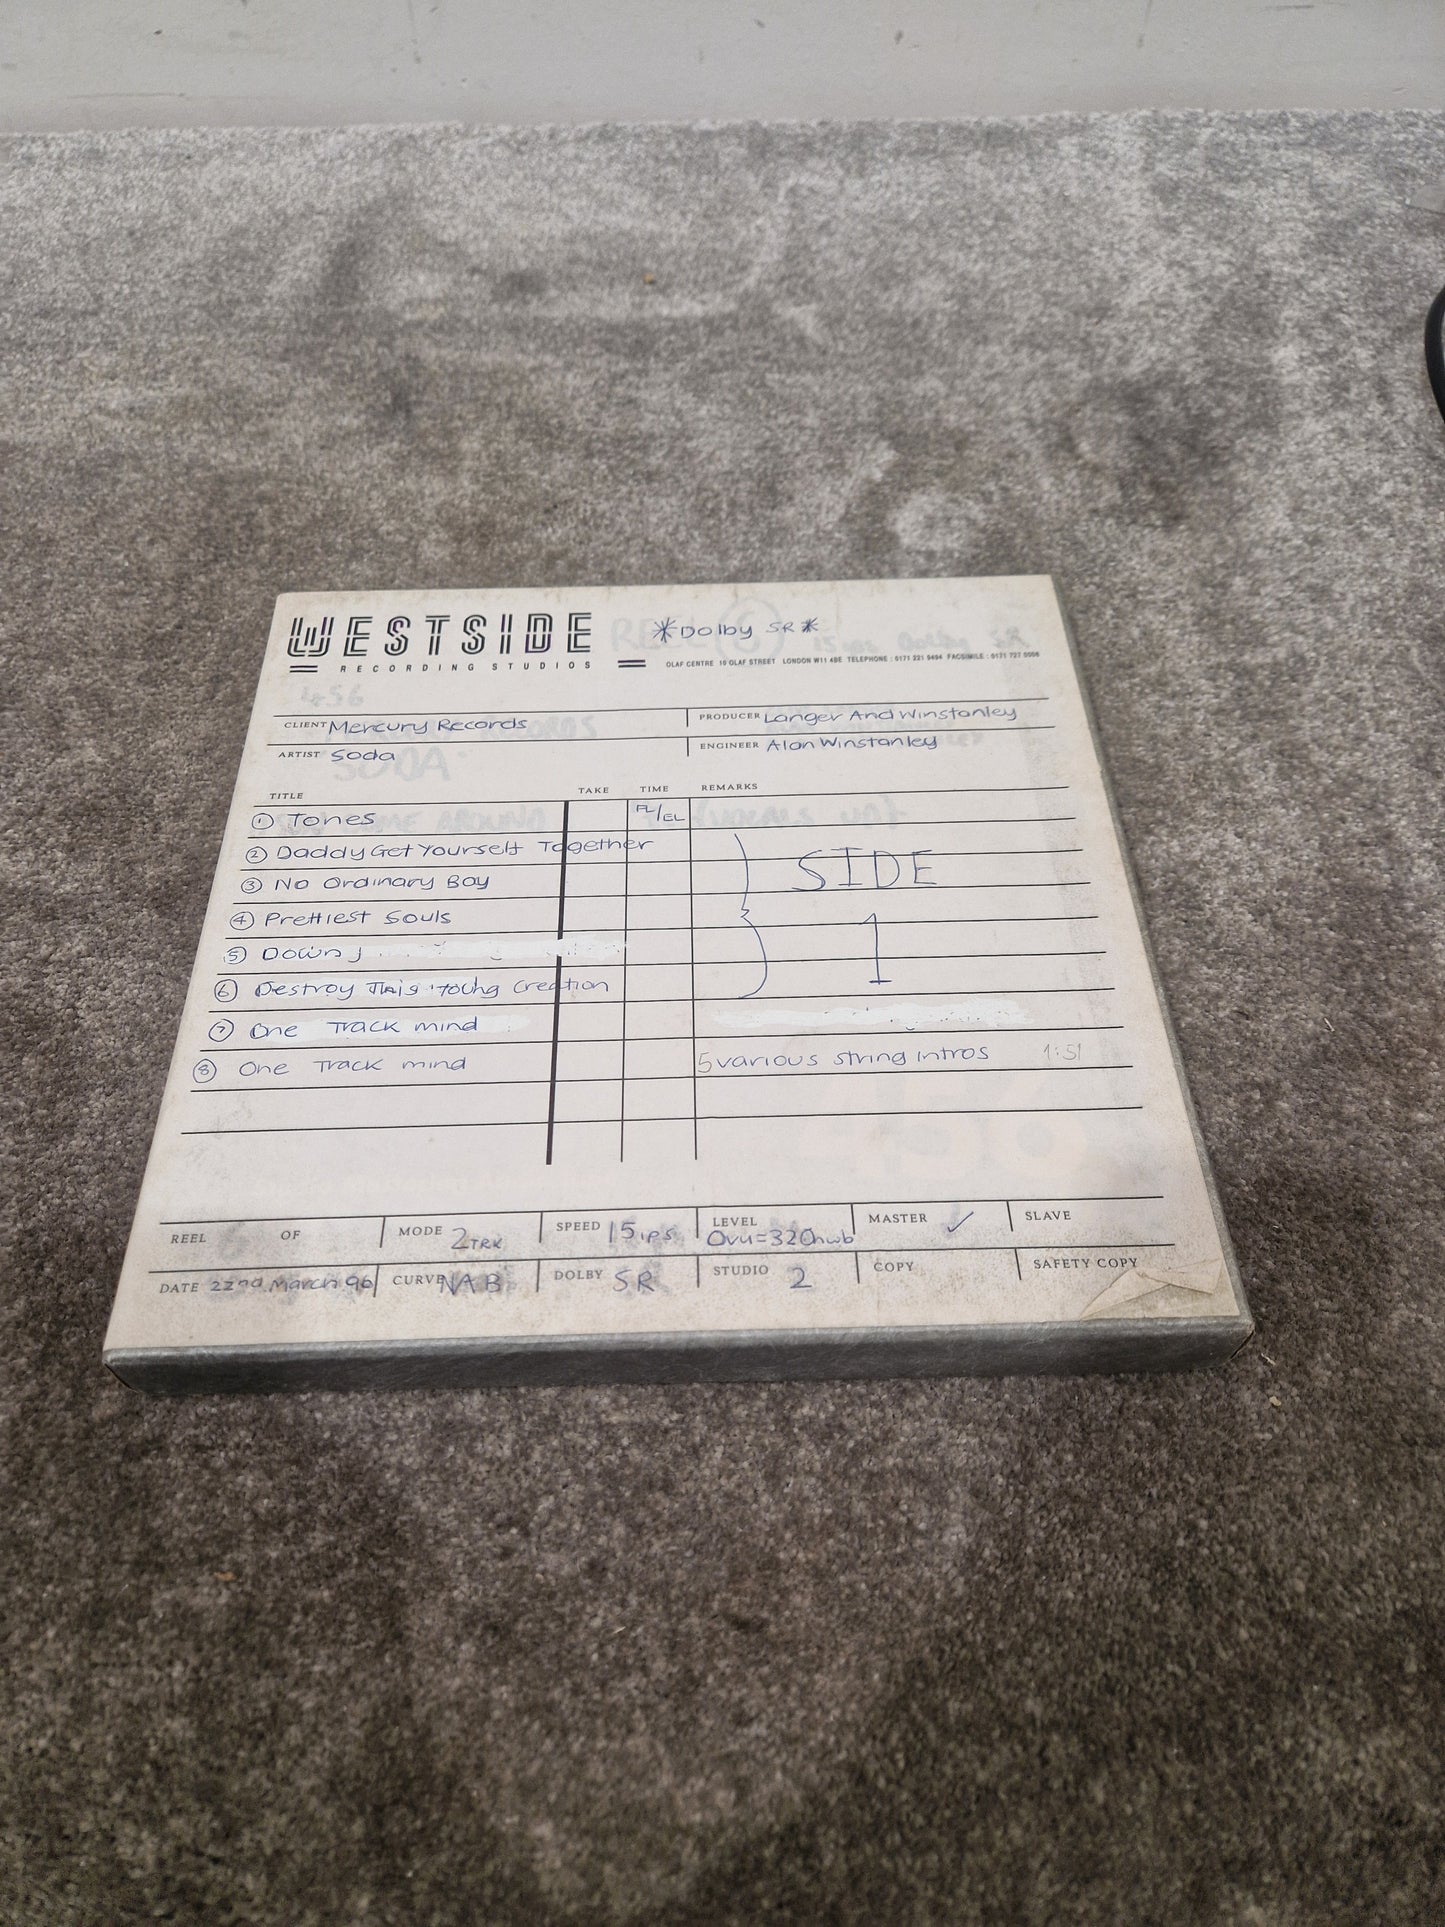 WESTSIDE
*Dolby SR*
RECORDING STUDIOS
OLAF CENTRE 10 OLAF STREET LONDON W11 4BE TELEPHONE : 0171 221 9494 FACSIMILE : 0171 727 0008
456
CLIENT Mercury Records
PRODUCER Langer And Winstanley
ARTIST Soda
ENGINEER Alan Winstanley
SODA
TITLE TAKE TIME REMARKS
① Tones FL/EL
② Daddy Get Yourself Together
③ No Ordinary Boy
SIDE
④ Prettiest Souls
1
⑤ Down
⑥ Destroy This Young Creation
⑦ One Track mind
⑧ One Track mind 5 various string intros 1:51
REEL OF MODE 2TRK SPEED 15ips LEVEL 0vu=320nwb MASTER ✓ SLAVE
DATE 22nd March 96 CURVE NAB DOLBY SR STUDIO 2 COPY SAFETY COPY